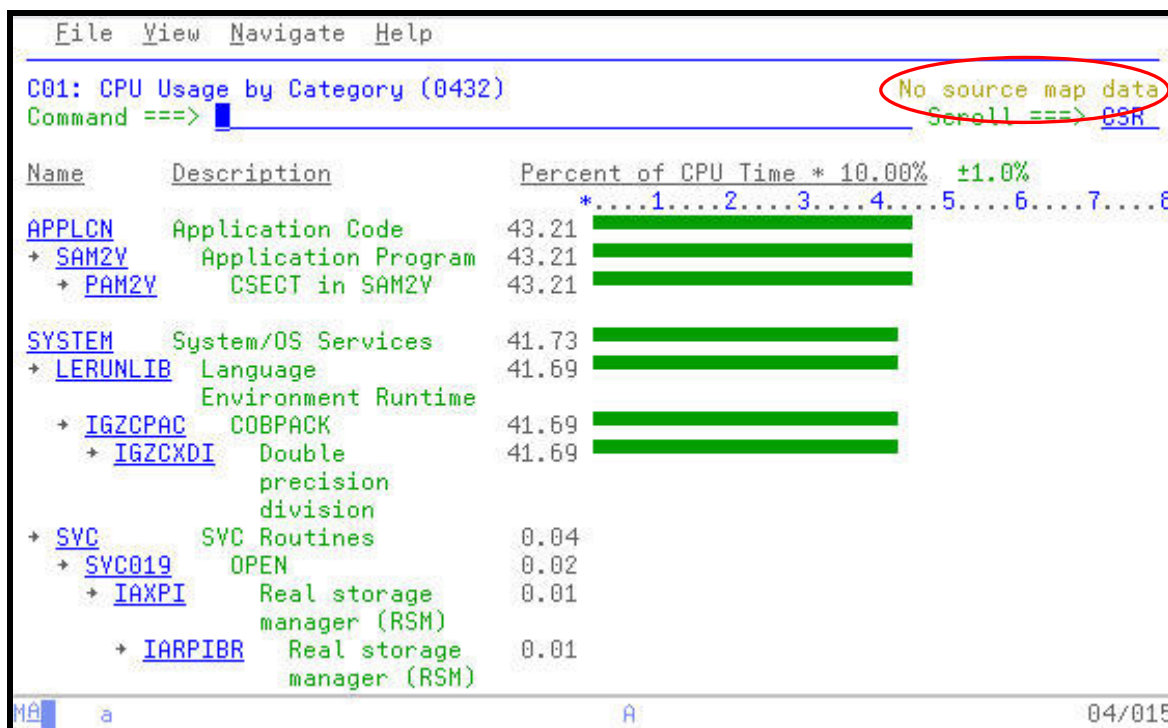 File View Navigate Help
C01: CPU Usage by Category (0432) No source map data
Command ===> Scroll ===> CSR
Name Description Percent of CPU Time * 10.00% ±1.0%
*....1....2....3....4....5....6....7....8
APPLCN Application Code 43.21
→ SAM2V Application Program 43.21
→ PAM2V CSECT in SAM2V 43.21
SYSTEM System/OS Services 41.73
→ LERUNLIB Language 41.69
Environment Runtime
→ IGZCPAC COBPACK 41.69
→ IGZCXDI Double 41.69
precision
division
→ SVC SVC Routines 0.04
→ SVC019 OPEN 0.02
→ IAXPI Real storage 0.01
manager (RSM)
→ IARPIBR Real storage 0.01
manager (RSM)
MA a A 04/015